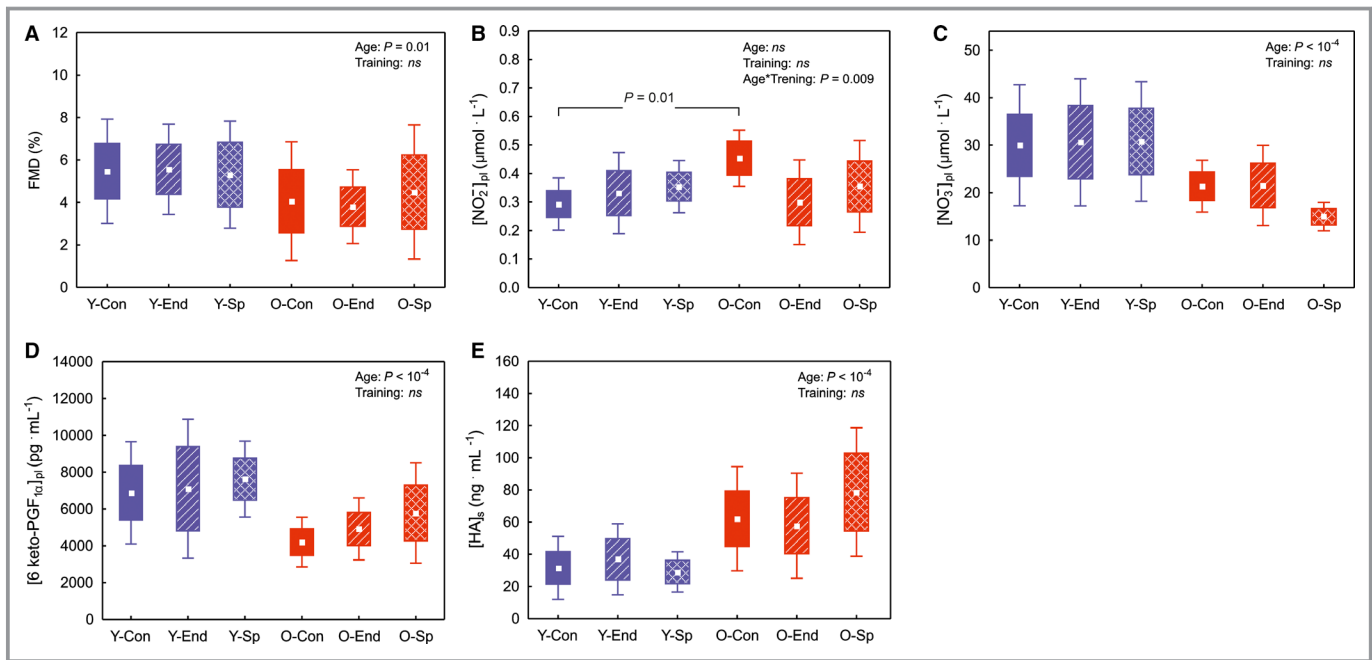 A
FMD (%)
12
10
8
6
4
2
0
Age: P = 0.01
Training: ns
Y-Con Y-End Y-Sp O-Con O-End O-Sp
B
[NO₂⁻]pl (μmol · L⁻¹)
0.9
0.8
0.7
0.6
0.5
0.4
0.3
0.2
0.1
0.0
Age: ns
Training: ns
Age*Trening: P = 0.009
P = 0.01
Y-Con Y-End Y-Sp O-Con O-End O-Sp
C
[NO₃⁻]pl (μmol · L⁻¹)
50
40
30
20
10
0
Age: P < 10⁻⁴
Training: ns
Y-Con Y-End Y-Sp O-Con O-End O-Sp
D
[6 keto–PGF₁α]pl (pg · mL⁻¹)
14000
12000
10000
8000
6000
4000
2000
0
Age: P < 10⁻⁴
Training: ns
Y-Con Y-End Y-Sp O-Con O-End O-Sp
E
[HA]s (ng · mL⁻¹)
160
140
120
100
80
60
40
20
0
Age: P < 10⁻⁴
Training: ns
Y-Con Y-End Y-Sp O-Con O-End O-Sp